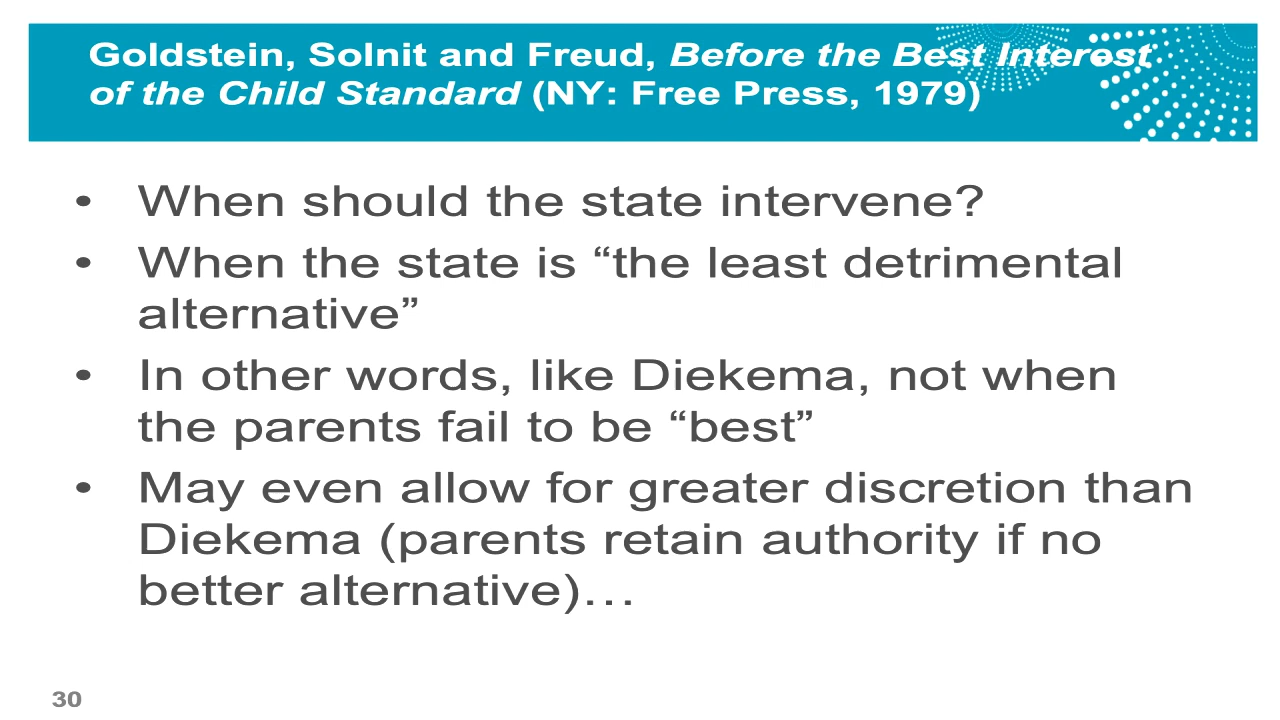 Goldstein, Solnit and Freud, Before the Best Interest
of the Child Standard (NY: Free Press, 1979)
• When should the state intervene?
• When the state is “the least detrimental
alternative”
• In other words, like Diekema, not when
the parents fail to be “best”
• May even allow for greater discretion than
Diekema (parents retain authority if no
better alternative)…
30